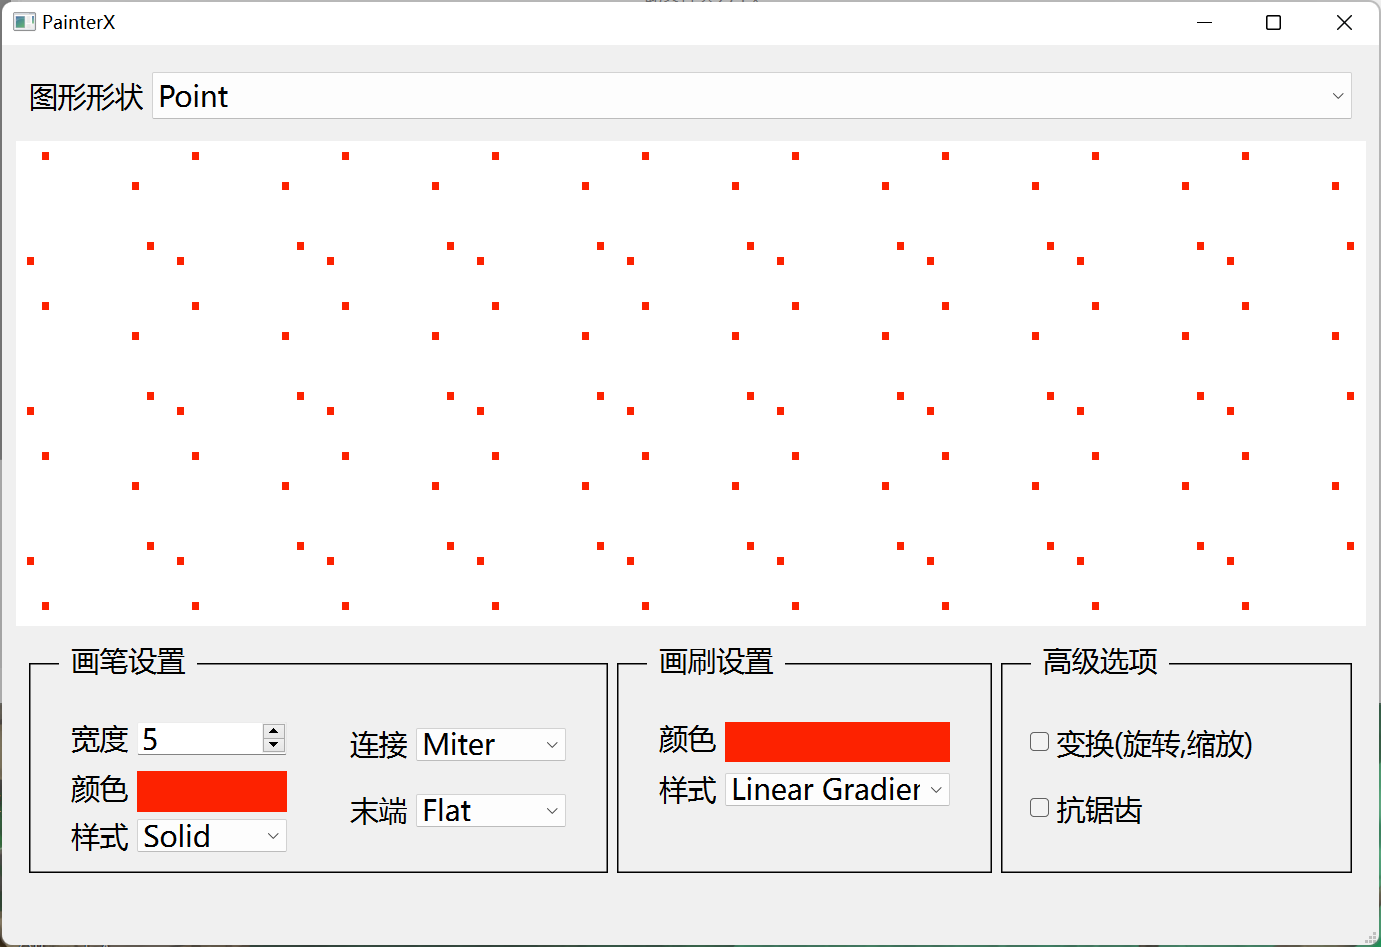 PainterX
图形形状 Point
画笔设置
宽度 5
颜色
样式 Solid
连接 Miter
末端 Flat
画刷设置
颜色
样式 Linear Gradier
高级选项
变换(旋转,缩放)
抗锯齿